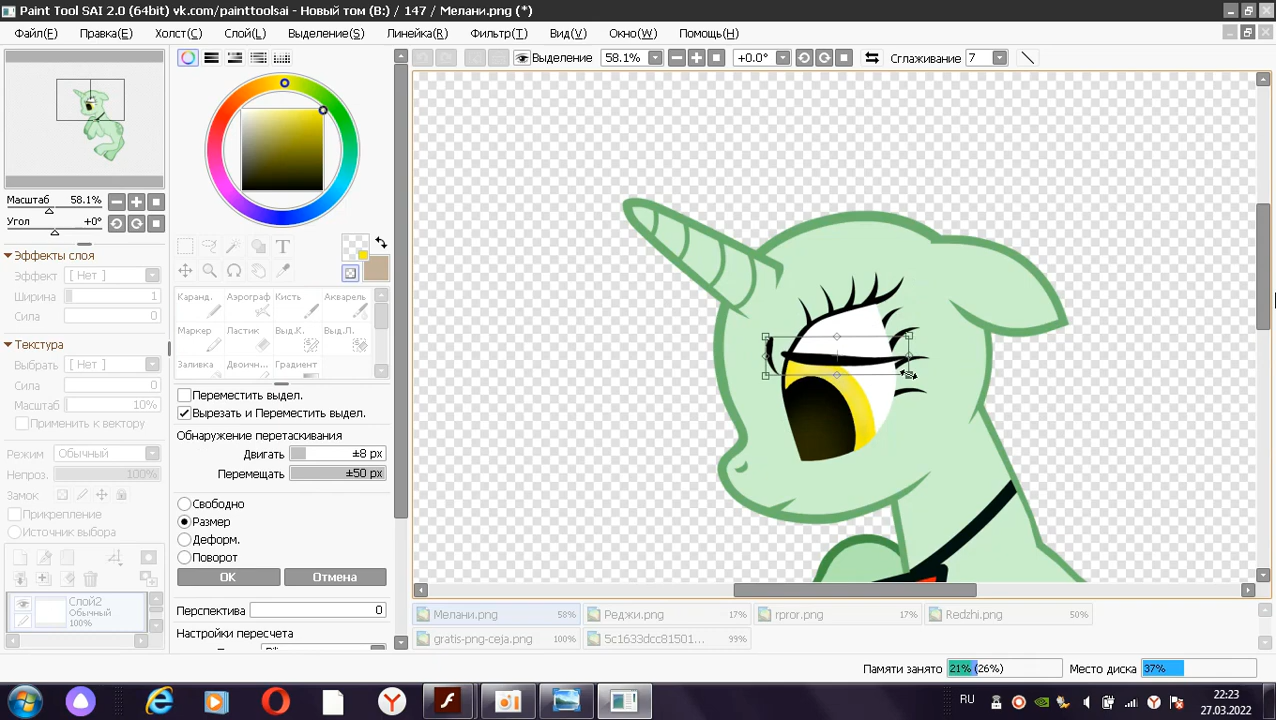 Paint Tool SAI 2.0 (64bit) vk.com/painttoolsai - Новый том (B:) / 147 / Мелани.png (*)
Файл(F) Правка(E) Холст(C) Слой(L) Выделение(S) Линейка(R) Фильтр(T) Вид(V) Окно(W) Помощь(H)
Выделение 58.1% +0.0° Сглаживание 7
Масштаб 58.1%
Угол +0°
Эффекты слоя
Эффект [ Нет ]
Ширина 1
Сила 0
Текстура
Выбрать [ Нет ]
Сила 0
Масштаб 10%
Применить к вектору
Режим Обычный
Непроз. 100%
Замок
Прикрепление
Источник выбора
Слой2
Обычный
100%
T
Каранд. Аэрограф Кисть Акварель
Маркер Ластик Выд.К. Выд.Л.
Заливка Двоичн... Градиент
Переместить выдел.
Вырезать и Переместить выдел.
Обнаружение перетаскивания
Двигать ±8 px
Перемещать ±50 px
Свободно
Размер
Деформ.
Поворот
OK Отмена
Перспектива 0
Настройки пересчета
Мелани.png 58% Реджи.png 17% rpror.png 17% Redzhi.png 50%
gratis-png-ceja.png 100% 5c1633dcc81501... 99%
Памяти занято 21% (26%) Место диска 37%
RU 22:23
27.03.2022